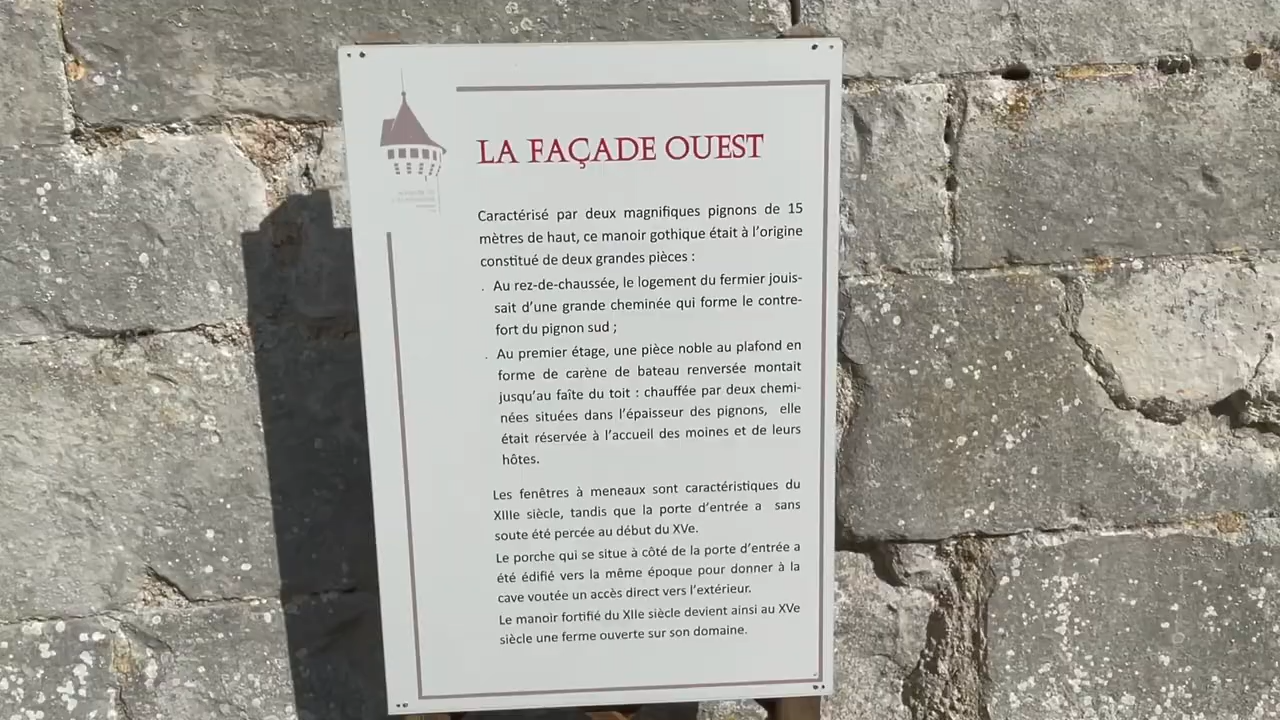 LA FAÇADE OUEST
Caractérisé par deux magnifiques pignons de 15
mètres de haut, ce manoir gothique était à l'origine
constitué de deux grandes pièces :
. Au rez-de-chaussée, le logement du fermier jouis-
sait d'une grande cheminée qui forme le contre-
fort du pignon sud ;
. Au premier étage, une pièce noble au plafond en
forme de carène de bateau renversée montait
jusqu'au faîte du toit : chauffée par deux chemi-
nées situées dans l'épaisseur des pignons, elle
était réservée à l'accueil des moines et de leurs
hôtes.
Les fenêtres à meneaux sont caractéristiques du
XIIIe siècle, tandis que la porte d'entrée a sans
soute été percée au début du XVe.
Le porche qui se situe à côté de la porte d'entrée a
été édifié vers la même époque pour donner à la
cave voutée un accès direct vers l'extérieur.
Le manoir fortifié du XIIe siècle devient ainsi au XVe
siècle une ferme ouverte sur son domaine.